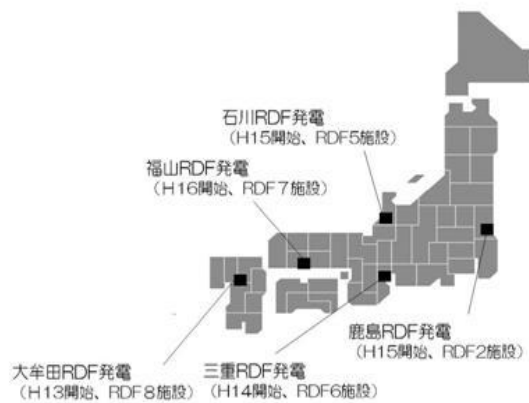 石川RDF発電
(H15開始、RDF5施設)
福山RDF発電
(H16開始、RDF7施設)
鹿島RDF発電
(H15開始、RDF2施設)
大牟田RDF発電
(H13開始、RDF8施設)
三重RDF発電
(H14開始、RDF6施設)